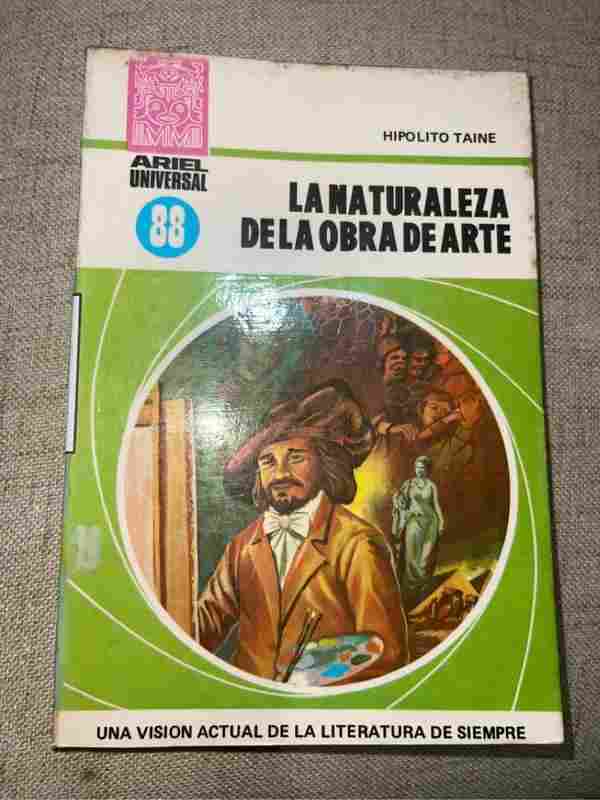 HIPOLITO TAINE
ARIEL
UNIVERSAL
88
LA NATURALEZA
DE LA OBRA DE ARTE
UNA VISION ACTUAL DE LA LITERATURA DE SIEMPRE